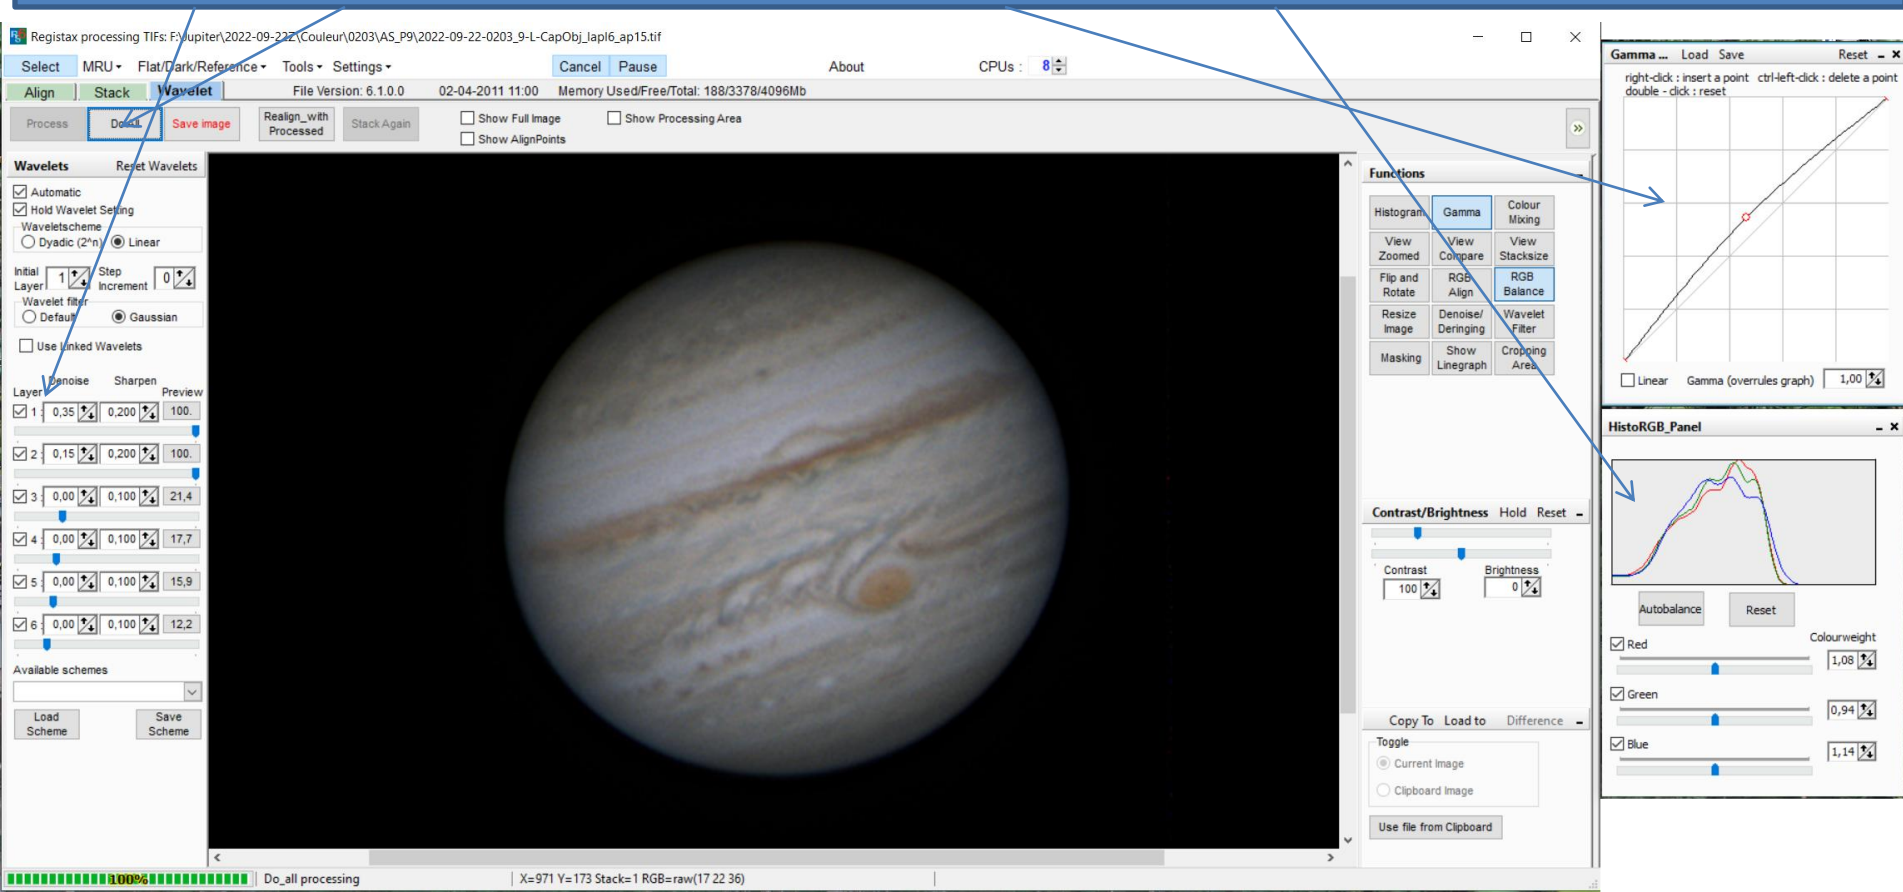 Registax processing TIFs: F:\Jupiter\2022-09-22Z\Couleur\0203\AS_P9\2022-09-22-0203_9-L-CapObj_lapl6_ap15.tif
Select MRU Flat/Dark/Reference Tools Settings Cancel Pause About CPUs : 8
Align Stack Wavelet File Version: 6.1.0.0 02-04-2011 11:00 Memory Used/Free/Total: 188/3378/4096Mb
Process Do all Save image Realign_with
Processed Stack Again
Show Full Image Show Processing Area
Show AlignPoints
»
Wavelets Reset Wavelets
Automatic
Hold Wavelet Setting
Waveletscheme
Dyadic (2^n) Linear
Initial
Layer 1 Step
Increment 0
Wavelet filter
Default Gaussian
Use Linked Wavelets
Denoise Sharpen
Layer Preview
1 : 0,35 0,200 100.
2 : 0,15 0,200 100.
3 : 0,00 0,100 21,4
4 : 0,00 0,100 17,7
5 : 0,00 0,100 15,9
6 : 0,00 0,100 12,2
Available schemes
Load
Scheme
Save
Scheme
Functions
Histogram Gamma Colour
Mixing
View
Zoomed
View
Compare
View
Stacksize
Flip and
Rotate
RGB
Align
RGB
Balance
Resize
Image
Denoise/
Deringing
Wavelet
Filter
Masking
Show
Linegraph
Cropping
Area
Contrast/Brightness Hold Reset
Contrast Brightness
100 0
Copy To Load to Difference
Toggle
Current Image
Clipboard Image
Use file from Clipboard
Gamma ... Load Save Reset
right-click : insert a point ctrl-left-click : delete a point
double - click : reset
Linear Gamma (overrules graph) 1,00
HistoRGB_Panel
Autobalance Reset
Colourweight
Red 1,08
Green 0,94
Blue 1,14
100% Do_all processing X=971 Y=173 Stack=1 RGB=raw(17 22 36)